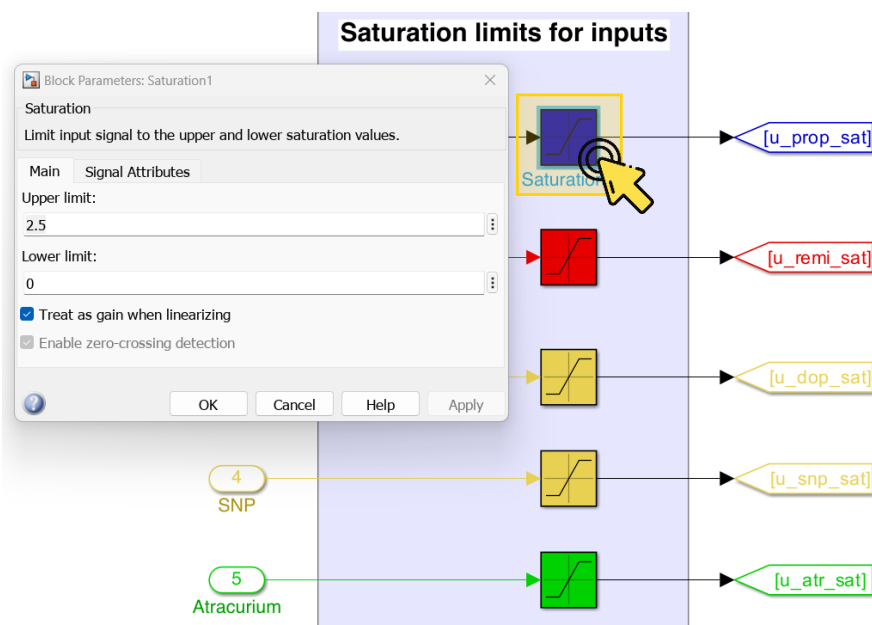 Saturation limits for inputs
Block Parameters: Saturation1
Saturation
Limit input signal to the upper and lower saturation values.
Main
Signal Attributes
Upper limit:
2.5
Lower limit:
0
Treat as gain when linearizing
Enable zero-crossing detection
OK
Cancel
Help
Apply
[u_prop_sat]
[u_remi_sat]
[u_dop_sat]
4
SNP
[u_snp_sat]
5
Atracurium
[u_atr_sat]